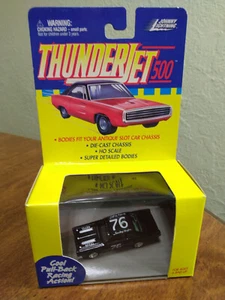 WARNING:
JOHNNY
LIGHTNING
THUNDERJET
500
• BODIES FIT YOUR ANTIQUE SLOT CAR CHASSIS
• DIE CAST CHASSIS
• HO SCALE
• SUPER DETAILED BODIES
76
Cool
Pull-Back
Racing
Action!